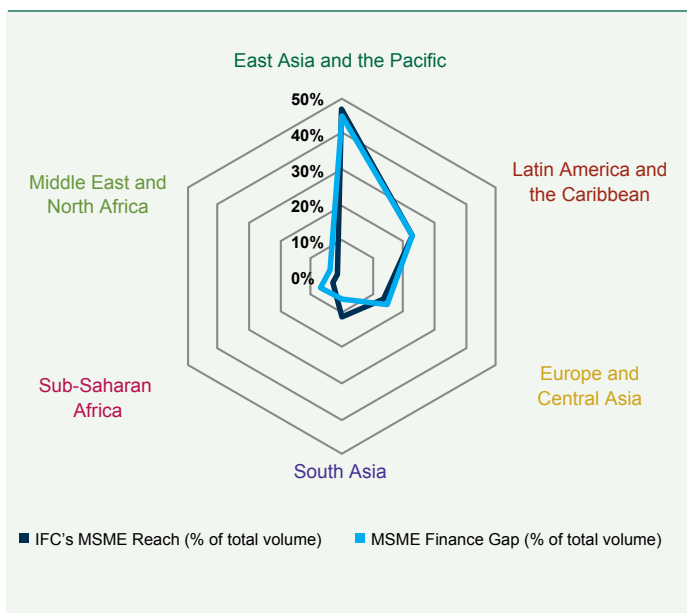 East Asia and the Pacific
50%
40%
30%
20%
10%
0%
Latin America and
the Caribbean
Middle East and
North Africa
Europe and
Central Asia
Sub-Saharan
Africa
South Asia
IFC's MSME Reach (% of total volume)
MSME Finance Gap (% of total volume)